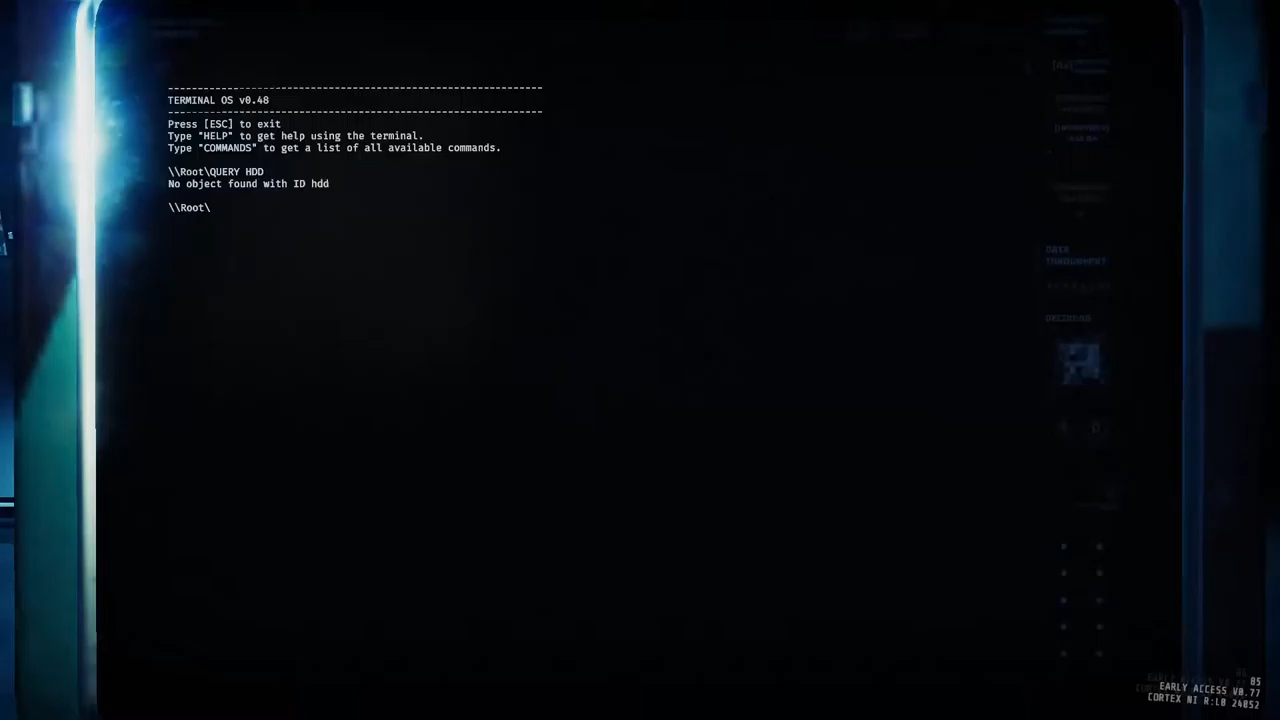 TERMINAL OS v0.48
Press [ESC] to exit
Type "HELP" to get help using the terminal.
Type "COMMANDS" to get a list of all available commands.
\\Root\QUERY HDD
No object found with ID hdd
\\Root\
85
EARLY ACCESS V0.77
CORTEX NI R:L0 24052